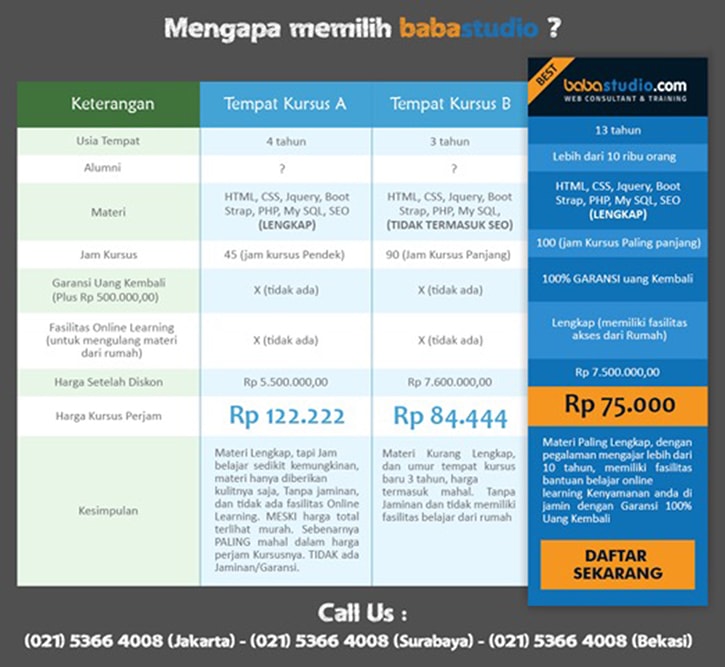 Mengapa memilih babastudio ?
BEST
babastudio.com
WEB CONSULTANT & TRAINING
Keterangan
Tempat Kursus A
Tempat Kursus B
Usia Tempat
4 tahun
3 tahun
13 tahun
Alumni
?
?
Lebih dari 10 ribu orang
Materi
HTML, CSS, Jquery, Boot
Strap, PHP, My SQL, SEO
(LENGKAP)
HTML, CSS, Jquery, Boot
Strap, PHP, My SQL,
(TIDAK TERMASUK SEO)
HTML, CSS, Jquery, Boot
Strap, PHP, My SQL, SEO
(LENGKAP)
Jam Kursus
45 (jam kursus Pendek)
90 (Jam Kursus Panjang)
100 (jam Kursus Paling panjang)
Garansi Uang Kembali
(Plus Rp 500.000,00)
X (tidak ada)
X (tidak ada)
100% GARANSI uang Kembali
Fasilitas Online Learning
(untuk mengulang materi
dari rumah)
X (tidak ada)
X (tidak ada)
Lengkap (memiliki fasilitas
akses dari Rumah)
Harga Setelah Diskon
Rp 5.500.000,00
Rp 7.600.000,00
Rp 7.500.000,00
Harga Kursus Perjam
Rp 122.222
Rp 84.444
Rp 75.000
Kesimpulan
Materi Lengkap, tapi Jam
belajar sedikit kemungkinan,
materi hanya diberikan
kulitnya saja, Tanpa jaminan,
dan tidak ada fasilitas Online
Learning. MESKI harga total
terlihat murah. Sebenarnya
PALING mahal dalam harga
perjam Kursusnya. TIDAK ada
Jaminan/Garansi.
Materi Kurang Lengkap,
dan umur tempat kursus
baru 3 tahun, harga
termasuk mahal. Tanpa
Jaminan dan tidak memiliki
fasilitas belajar dari rumah
Materi Paling Lengkap, dengan
pegalaman mengajar lebih dari
10 tahun, memiliki fasilitas
bantuan belajar online
learning Kenyamanan anda di
jamin dengan Garansi 100%
Uang Kembali
DAFTAR
SEKARANG
Call Us :
(021) 5366 4008 (Jakarta) - (021) 5366 4008 (Surabaya) - (021) 5366 4008 (Bekasi)